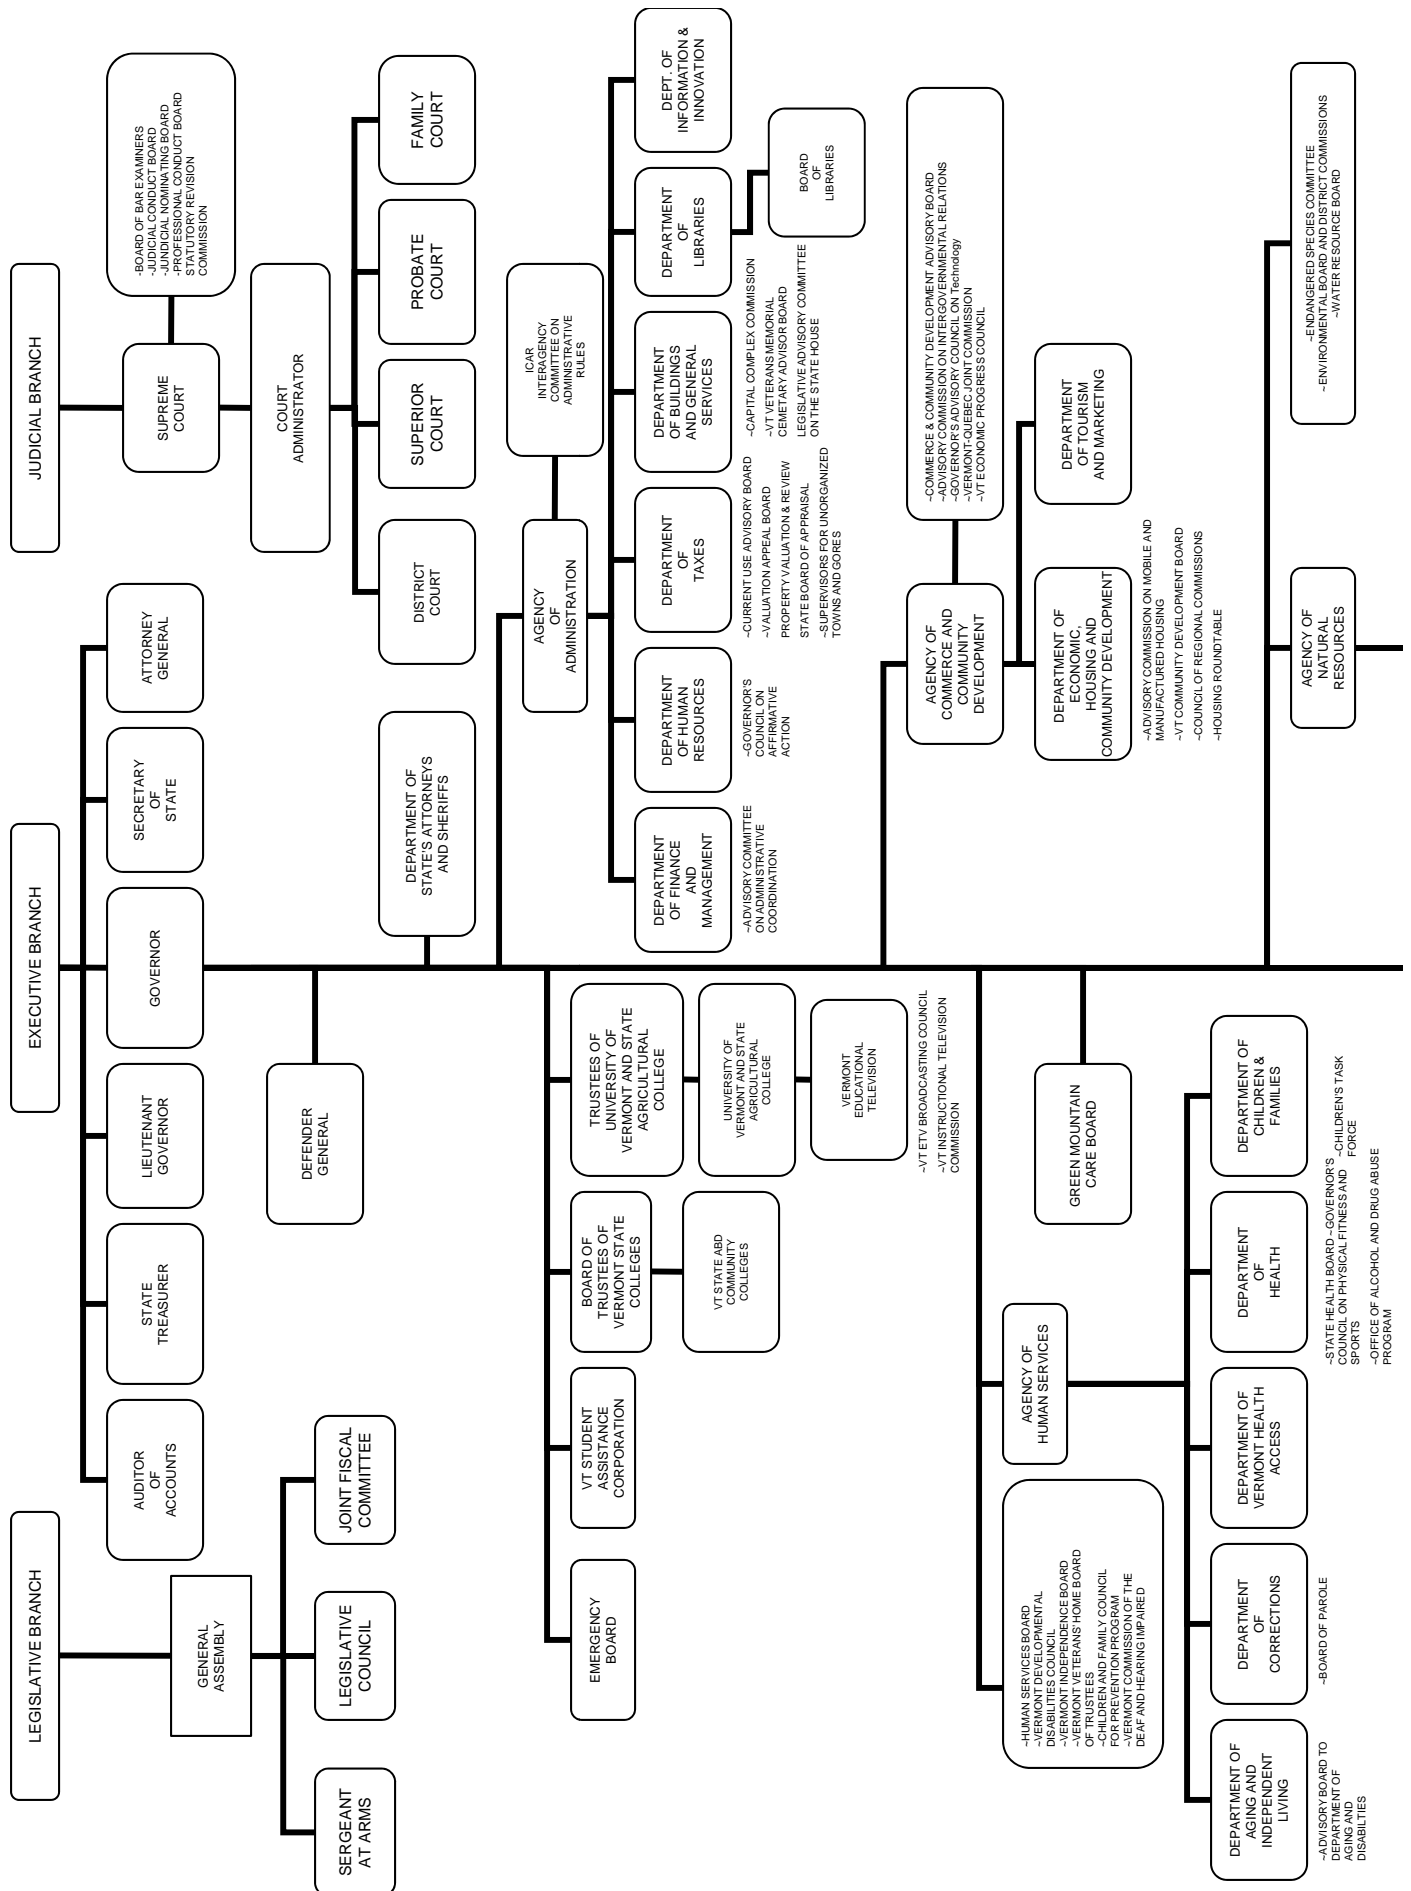 LEGISLATIVE BRANCH
EXECUTIVE BRANCH
JUDICIAL BRANCH
GENERAL
ASSEMBLY
SERGEANT
AT ARMS
LEGISLATIVE
COUNCIL
JOINT FISCAL
COMMITTEE
AUDITOR
OF
ACCOUNTS
STATE
TREASURER
LIEUTENANT
GOVERNOR
GOVERNOR
SECRETARY
OF
STATE
ATTORNEY
GENERAL
SUPREME
COURT
-BOARD OF BAR EXAMINERS
-JUDICIAL CONDUCT BOARD
-JUNDICIAL NOMINATING BOARD
-PROFESSIONAL CONDUCT BOARD
STATUTORY REVISION
COMMISSION
COURT
ADMINISTRATOR
DISTRICT
COURT
SUPERIOR
COURT
PROBATE
COURT
FAMILY
COURT
DEFENDER
GENERAL
DEPARTMENT OF
STATE'S ATTORNEYS
AND SHERIFFS
AGENCY
OF
ADMINISTRATION
ICAR
INTERAGENCY
COMMITTEE ON
ADMINISTRATIVE
RULES
EMERGENCY
BOARD
VT STUDENT
ASSISTANCE
CORPORATION
BOARD OF
TRUSTEES OF
VERMONT STATE
COLLEGES
VT STATE ABD
COMMUNITY
COLLEGES
TRUSTEES OF
UNIVERSITY OF
VERMONT AND STATE
AGRICULTURAL
COLLEGE
UNIVERSITY OF
VERMONT AND STATE
AGRICULTURAL
COLLEGE
VERMONT
EDUCATIONAL
TELEVISION
~VT ETV BROADCASTING COUNCIL
~VT INSTRUCTIONAL TELEVISION
COMMISSION
DEPARTMENT
OF FINANCE
AND
MANAGEMENT
~ADVISORY COMMITTEE
ON ADMINISTRATIVE
COORDINATION
DEPARTMENT
OF HUMAN
RESOURCES
~GOVERNOR'S
COUNCIL ON
AFFIRMATIVE
ACTION
DEPARTMENT
OF
TAXES
~CURRENT USE ADVISORY BOARD
~VALUATION APPEAL BOARD
PROPERTY VALUATION & REVIEW
STATE BOARD OF APPRAISAL
~SUPERVISORS FOR UNORGANIZED
TOWNS AND GORES
DEPARTMENT
OF BUILDINGS
AND GENERAL
SERVICES
~CAPITAL COMPLEX COMMISSION
~VT VETERANS MEMORIAL
CEMETARY ADVISOR BOARD
LEGISLATIVE ADVISORY COMMITTEE
ON THE STATE HOUSE
DEPARTMENT
OF
LIBRARIES
BOARD
OF
LIBRARIES
DEPT. OF
INFORMATION &
INNOVATION
AGENCY OF
COMMERCE AND
COMMUNITY
DEVELOPMENT
~COMMERCE & COMMUNITY DEVELOPMENT ADVISORY BOARD
~ADVISORY COMMISSION ON INTERGOVERNMENTAL RELATIONS
~GOVERNOR'S ADVISORY COUNCIL ON Technology
~VERMONT-QUEBEC JOINT COMMISSION
~VT ECONOMIC PROGRESS COUNCIL
DEPARTMENT OF
ECONOMIC,
HOUSING AND
COMMUNITY DEVELOPMENT
~ADVISORY COMMISSION ON MOBILE AND
MANUFACTURED HOUSING
~VT COMMUNITY DEVELOPMENT BOARD
~COUNCIL OF REGIONAL COMMISSIONS
~HOUSING ROUNDTABLE
DEPARTMENT
OF TOURISM
AND MARKETING
~HUMAN SERVICES BOARD
~VERMONT DEVELOPMENTAL
DISABILITIES COUNCIL
~VERMONT INDEPENDENCE BOARD
~VERMONT VETERANS' HOME BOARD
OF TRUSTEES
~CHILDREN AND FAMILY COUNCIL
FOR PREVENTION PROGRAM
~VERMONT COMMISSION OF THE
DEAF AND HEARING IMPAIRED
AGENCY OF
HUMAN SERVICES
GREEN MOUNTAIN
CARE BOARD
DEPARTMENT OF
AGING AND
INDEPENDENT
LIVING
~ADVISORY BOARD TO
DEPARTMENT OF
AGING AND
DISABILTIES
DEPARTMENT
OF
CORRECTIONS
~BOARD OF PAROLE
DEPARTMENT OF
VERMONT HEALTH
ACCESS
DEPARTMENT
OF
HEALTH
~STATE HEALTH BOARD ~GOVERNOR'S
COUNCIL ON PHYSICAL FITNESS AND
SPORTS
~OFFICE OF ALCOHOL AND DRUG ABUSE
PROGRAM
DEPARTMENT OF
CHILDREN &
FAMILIES
~CHILDREN'S TASK
FORCE
AGENCY OF
NATURAL
RESOURCES
~ENDANGERED SPECIES COMMITTEE
~ENVIRONMENTAL BOARD AND DISTRICT COMMISSIONS
~WATER RESOURCE BOARD